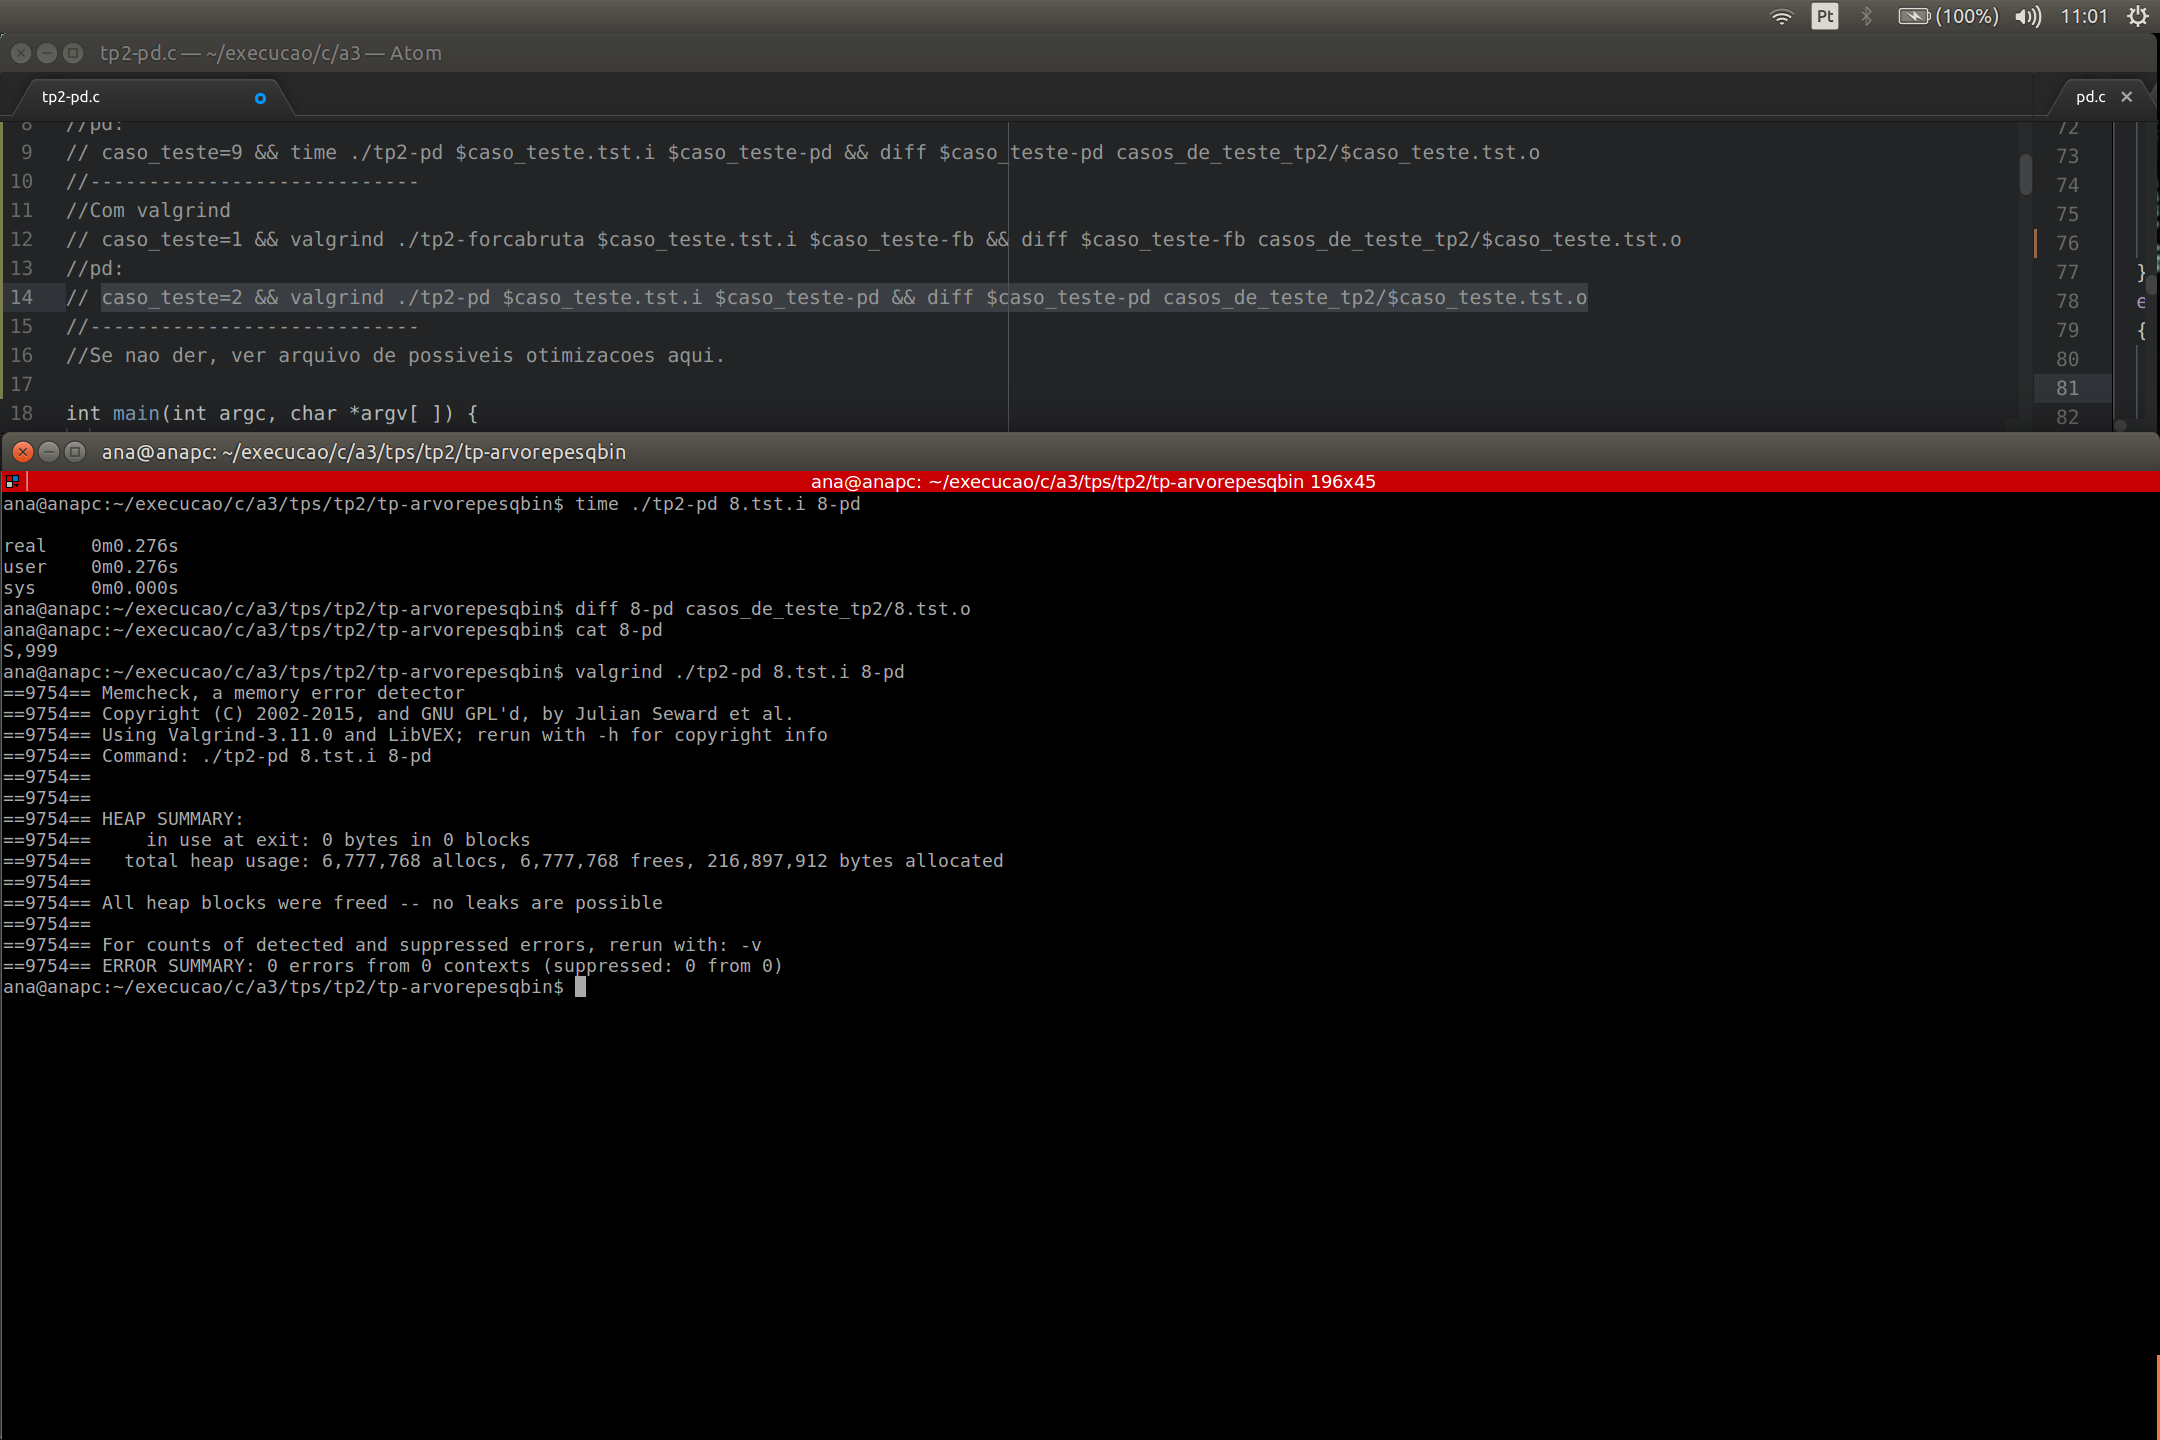 Pt (100%) 11:01
tp2-pd.c — ~/execucao/c/a3 — Atom
tp2-pd.c
pd.c ×
8 //pd:
9 // caso_teste=9 && time ./tp2-pd $caso_teste.tst.i $caso_teste-pd && diff $caso_teste-pd casos_de_teste_tp2/$caso_teste.tst.o
10 //----------------------------
11 //Com valgrind
12 // caso_teste=1 && valgrind ./tp2-forcabruta $caso_teste.tst.i $caso_teste-fb && diff $caso_teste-fb casos_de_teste_tp2/$caso_teste.tst.o
13 //pd:
14 // caso_teste=2 && valgrind ./tp2-pd $caso_teste.tst.i $caso_teste-pd && diff $caso_teste-pd casos_de_teste_tp2/$caso_teste.tst.o
15 //----------------------------
16 //Se nao der, ver arquivo de possiveis otimizacoes aqui.
17
18 int main(int argc, char *argv[ ]) {
72
73
74
75
76
77 }
78 e
79 {
80
81
82
ana@anapc: ~/execucao/c/a3/tps/tp2/tp-arvorepesqbin
ana@anapc: ~/execucao/c/a3/tps/tp2/tp-arvorepesqbin 196x45
ana@anapc:~/execucao/c/a3/tps/tp2/tp-arvorepesqbin$ time ./tp2-pd 8.tst.i 8-pd
real 0m0.276s
user 0m0.276s
sys 0m0.000s
ana@anapc:~/execucao/c/a3/tps/tp2/tp-arvorepesqbin$ diff 8-pd casos_de_teste_tp2/8.tst.o
ana@anapc:~/execucao/c/a3/tps/tp2/tp-arvorepesqbin$ cat 8-pd
S,999
ana@anapc:~/execucao/c/a3/tps/tp2/tp-arvorepesqbin$ valgrind ./tp2-pd 8.tst.i 8-pd
==9754== Memcheck, a memory error detector
==9754== Copyright (C) 2002-2015, and GNU GPL'd, by Julian Seward et al.
==9754== Using Valgrind-3.11.0 and LibVEX; rerun with -h for copyright info
==9754== Command: ./tp2-pd 8.tst.i 8-pd
==9754==
==9754==
==9754== HEAP SUMMARY:
==9754==     in use at exit: 0 bytes in 0 blocks
==9754==   total heap usage: 6,777,768 allocs, 6,777,768 frees, 216,897,912 bytes allocated
==9754==
==9754== All heap blocks were freed -- no leaks are possible
==9754==
==9754== For counts of detected and suppressed errors, rerun with: -v
==9754== ERROR SUMMARY: 0 errors from 0 contexts (suppressed: 0 from 0)
ana@anapc:~/execucao/c/a3/tps/tp2/tp-arvorepesqbin$